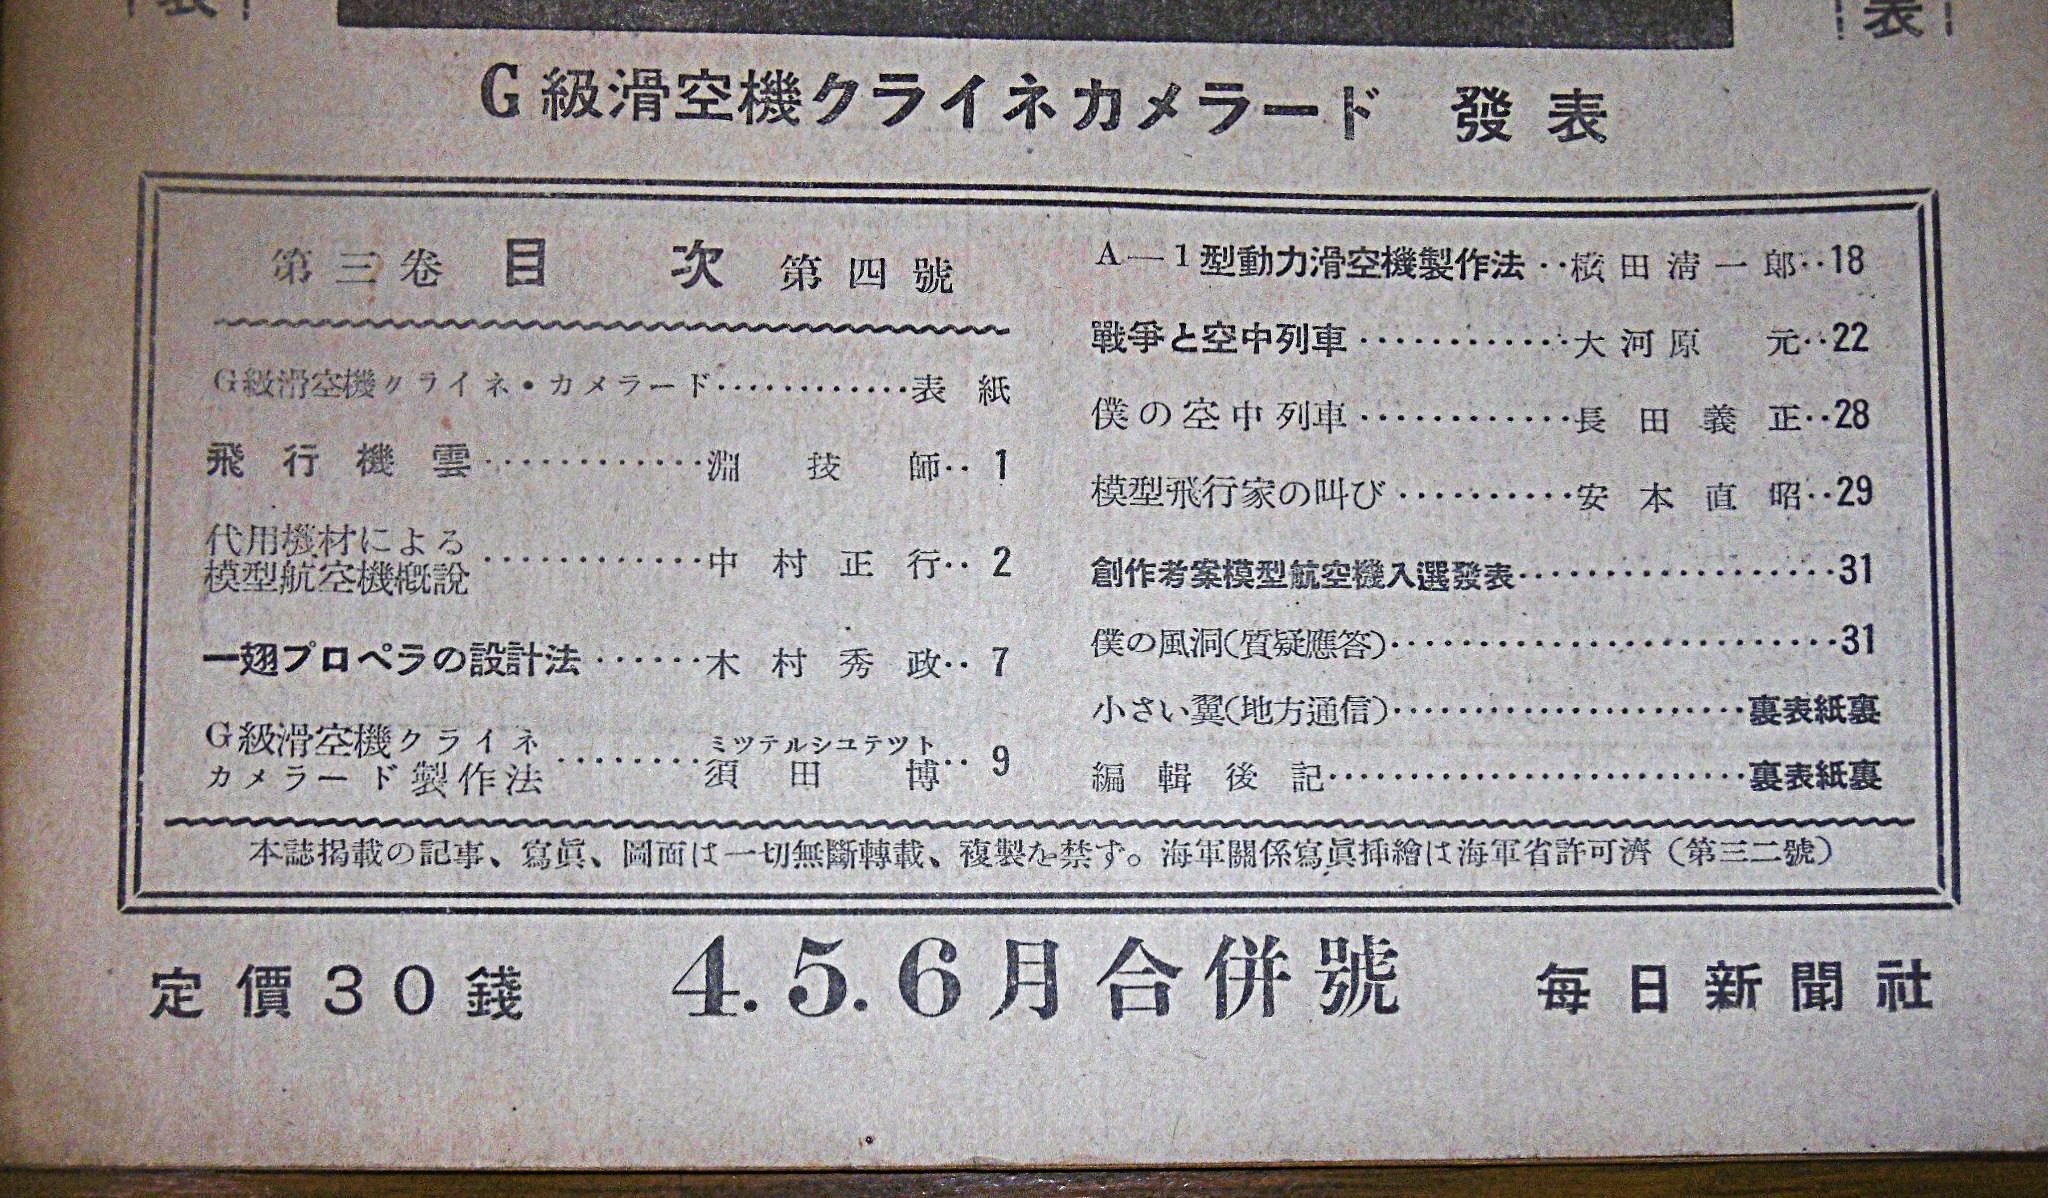 表
表
G級滑空機クライネカメラード 發表
第三卷 目次 第四號
G級滑空機クライネ・カメラード…………表紙
飛行機雲…………淵技師‥1
代用機材による
模型航空機概說…………中村正行‥2
一翅プロペラの設計法……木村秀政‥7
G級滑空機クライネ
カメラード製作法………ミツテルシユテツト
須田博‥9
A—1型動力滑空機製作法‥横田淸一郎‥18
戰爭と空中列車…………大河原元‥22
僕の空中列車…………長田義正‥28
模型飛行家の叫び…………安本直昭‥29
創作考案模型航空機入選發表…………31
僕の風洞(質疑應答)…………31
小さい翼(地方通信)…………裏表紙裏
編輯後記…………裏表紙裏
本誌揭載の記事、寫眞、圖面は一切無斷轉載、複製を禁ず。海軍關係寫眞揷繪は海軍省許可濟(第三二號)
定價30錢 4.5.6月合併號 每日新聞社